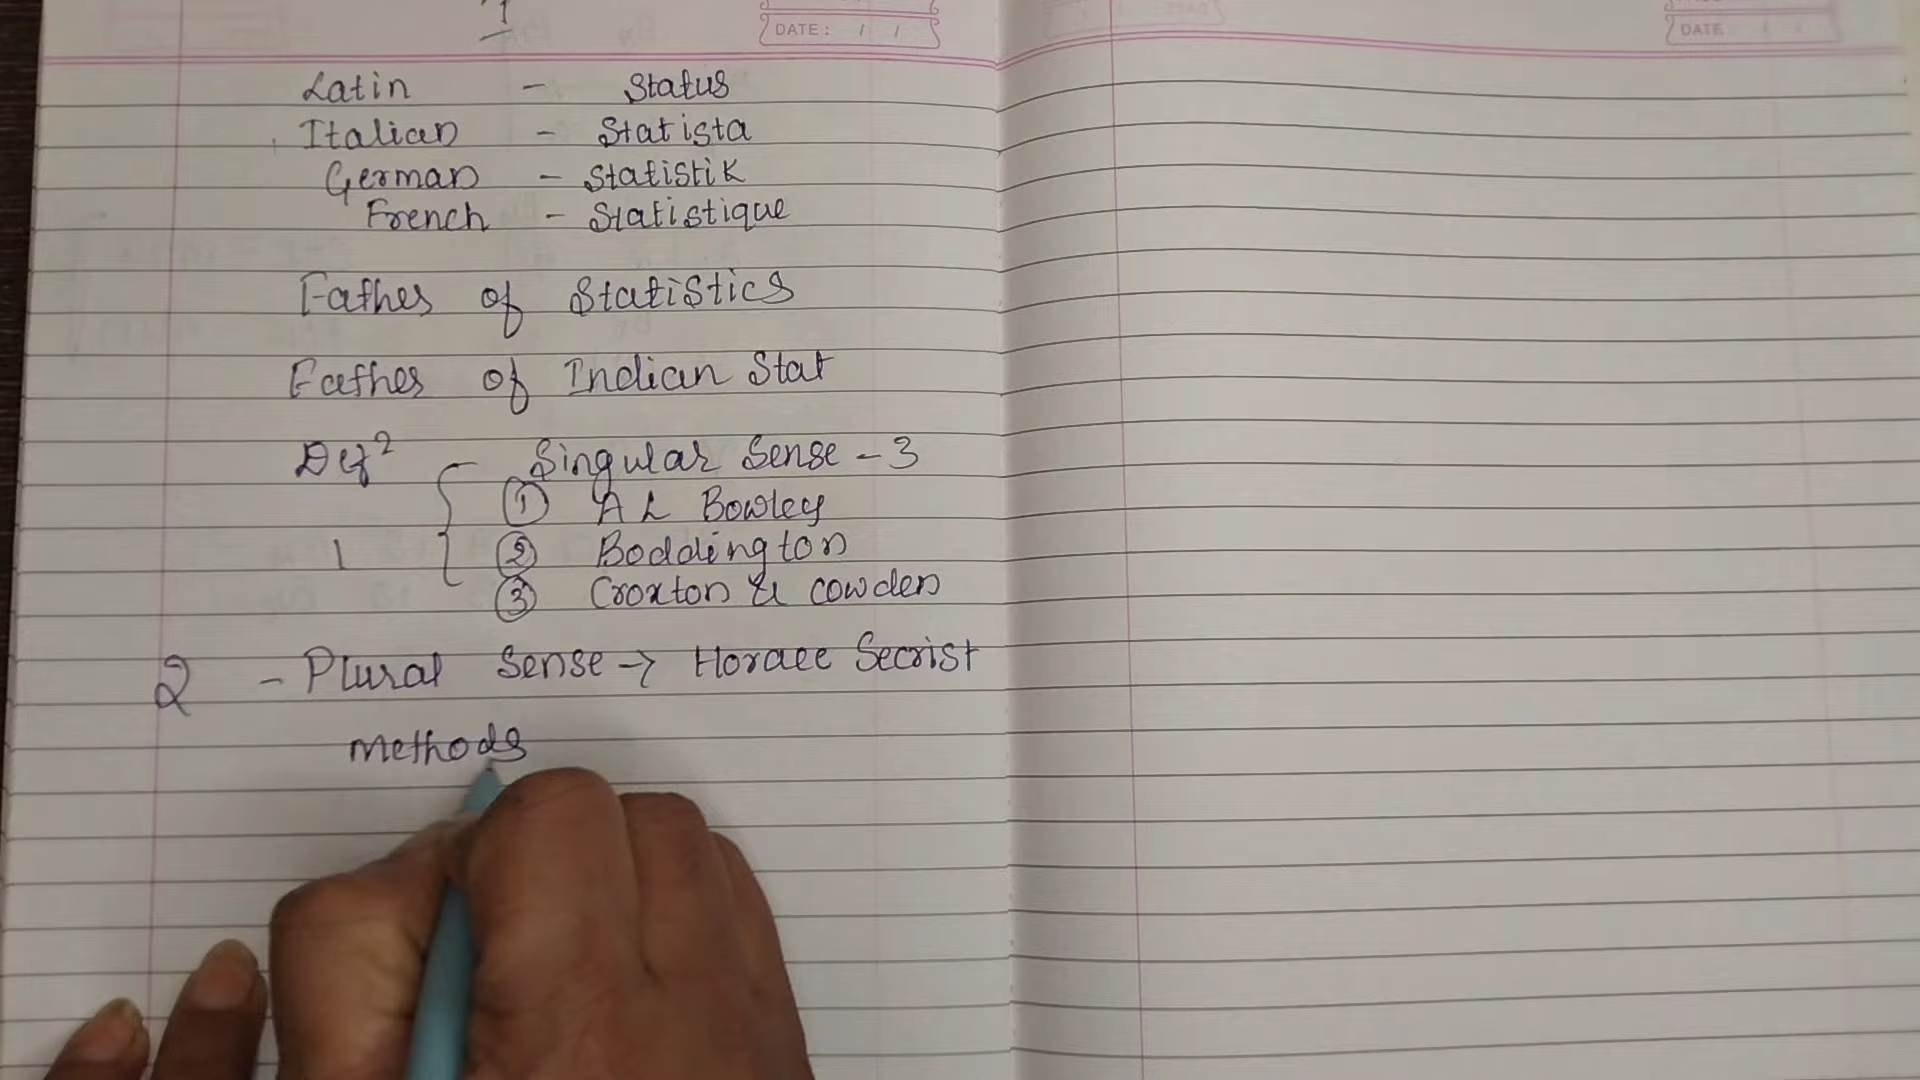 DATE: / /
DATE
Latin - Status
Italian - Statista
German - Statistik
French - Statistique
Father of Statistics
Father of Indian Stat
Def 2
Singular Sense - 3
① A L Bowley
1 ② Boddington
③ Croxton & cowden
2 - Plural Sense → Horace Secrist
Methods